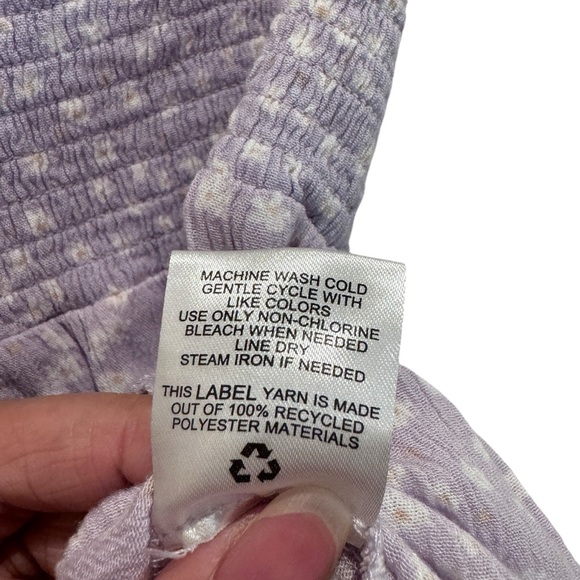 MACHINE WASH COLD
GENTLE CYCLE WITH
LIKE COLORS
USE ONLY NON-CHLORINE
BLEACH WHEN NEEDED
LINE DRY
STEAM IRON IF NEEDED
THIS LABEL YARN IS MADE
OUT OF 100% RECYCLED
POLYESTER MATERIALS